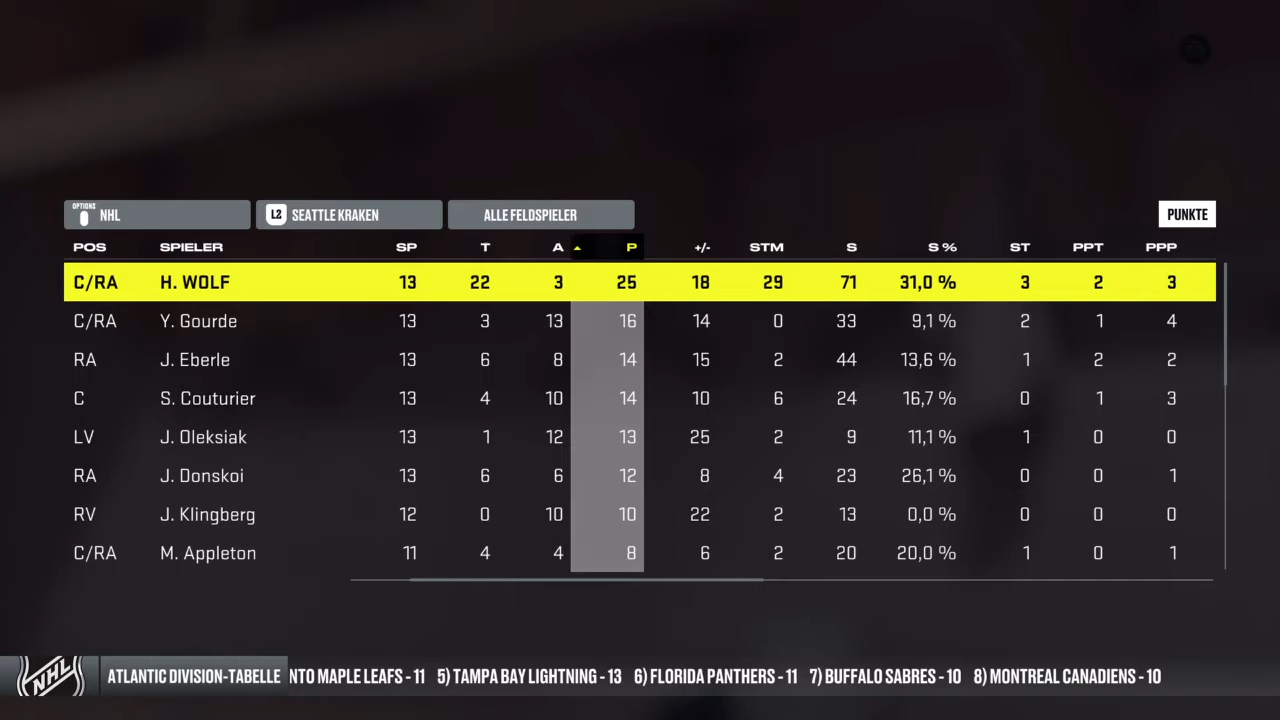 OPTIONS NHL L2 SEATTLE KRAKEN ALLE FELDSPIELER PUNKTE
POS SPIELER SP T A P +/- STM S S % ST PPT PPP
C/RA H. WOLF 13 22 3 25 18 29 71 31,0 % 3 2 3
C/RA Y. Gourde 13 3 13 16 14 0 33 9,1 % 2 1 4
RA J. Eberle 13 6 8 14 15 2 44 13,6 % 1 2 2
C S. Couturier 13 4 10 14 10 6 24 16,7 % 0 1 3
LV J. Oleksiak 13 1 12 13 25 2 9 11,1 % 1 0 0
RA J. Donskoi 13 6 6 12 8 4 23 26,1 % 0 0 1
RV J. Klingberg 12 0 10 10 22 2 13 0,0 % 0 0 0
C/RA M. Appleton 11 4 4 8 6 2 20 20,0 % 1 0 1
NHL ATLANTIC DIVISION-TABELLE NTO MAPLE LEAFS - 11 5) TAMPA BAY LIGHTNING - 13 6) FLORIDA PANTHERS - 11 7) BUFFALO SABRES - 10 8) MONTREAL CANADIENS - 10